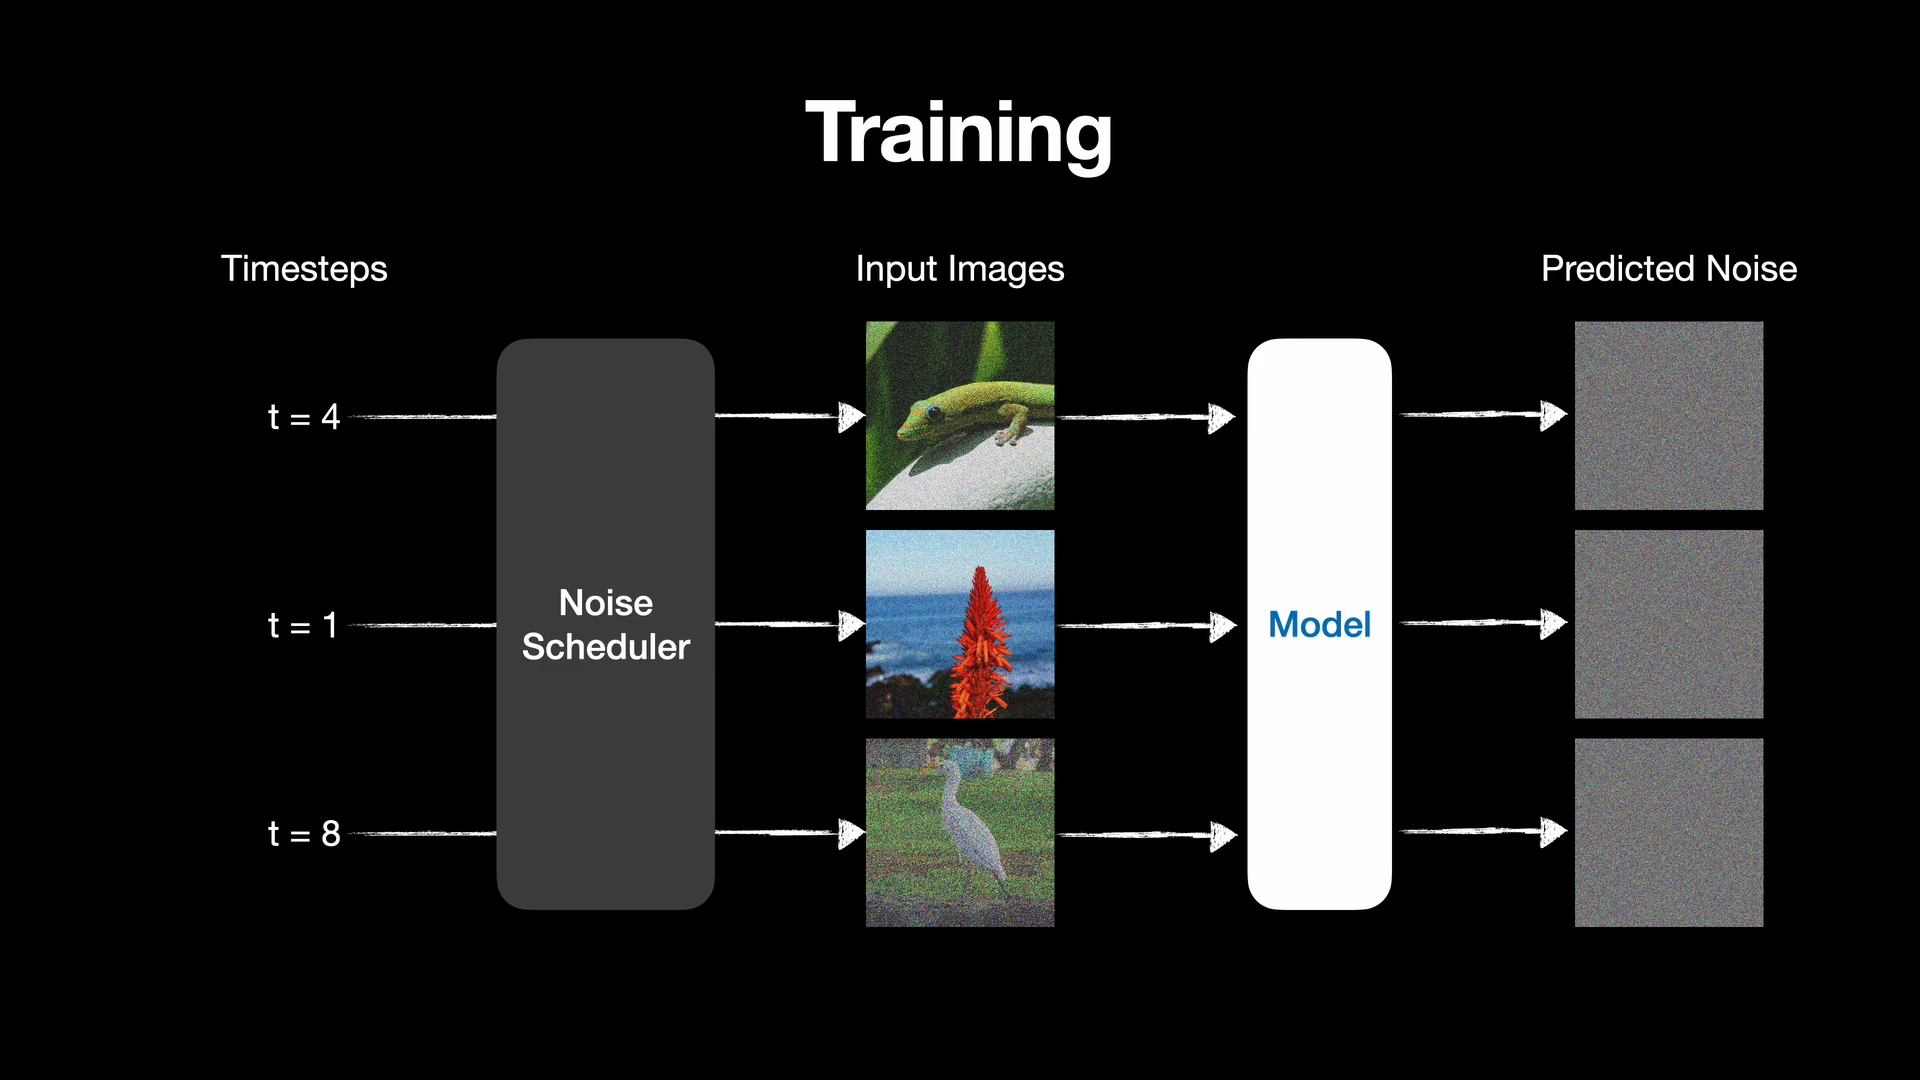 Training
Timesteps
Input Images
Predicted Noise
t = 4
t = 1
t = 8
Noise
Scheduler
Model